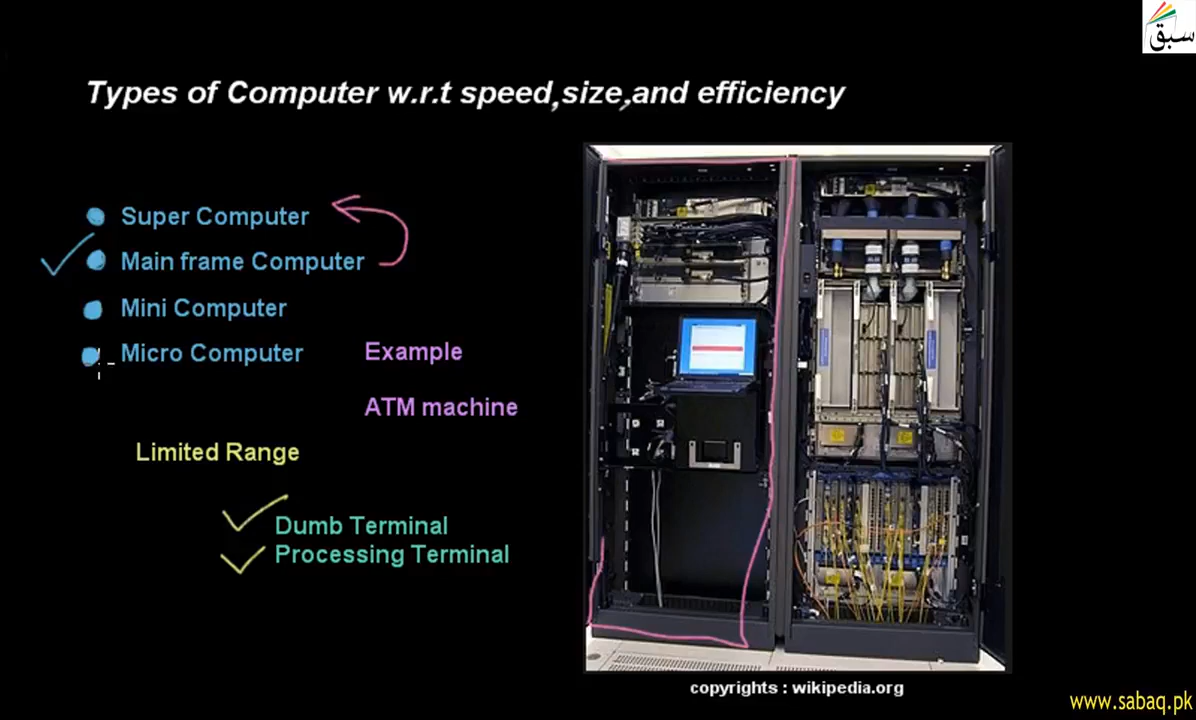 سبق
Types of Computer w.r.t speed,size,and efficiency
Super Computer
Main frame Computer
Mini Computer
Micro Computer
Example
ATM machine
Limited Range
Dumb Terminal
Processing Terminal
copyrights : wikipedia.org
www.sabaq.pk